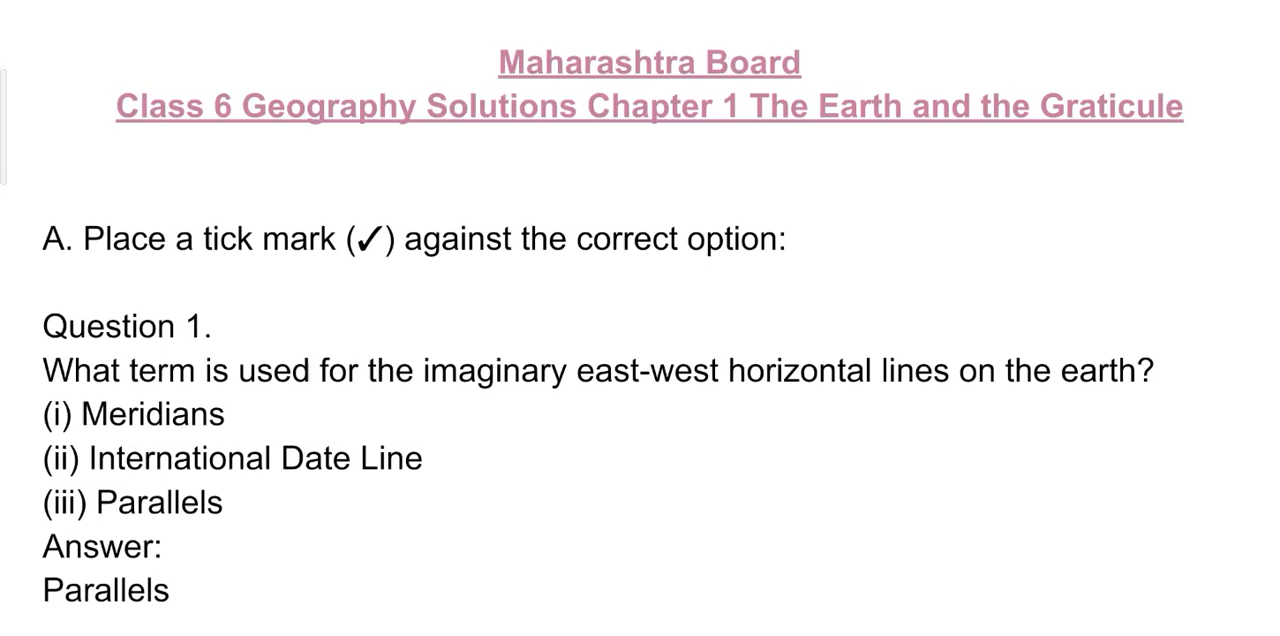 Maharashtra Board
Class 6 Geography Solutions Chapter 1 The Earth and the Graticule
A. Place a tick mark (✓) against the correct option:
Question 1.
What term is used for the imaginary east-west horizontal lines on the earth?
(i) Meridians
(ii) International Date Line
(iii) Parallels
Answer:
Parallels